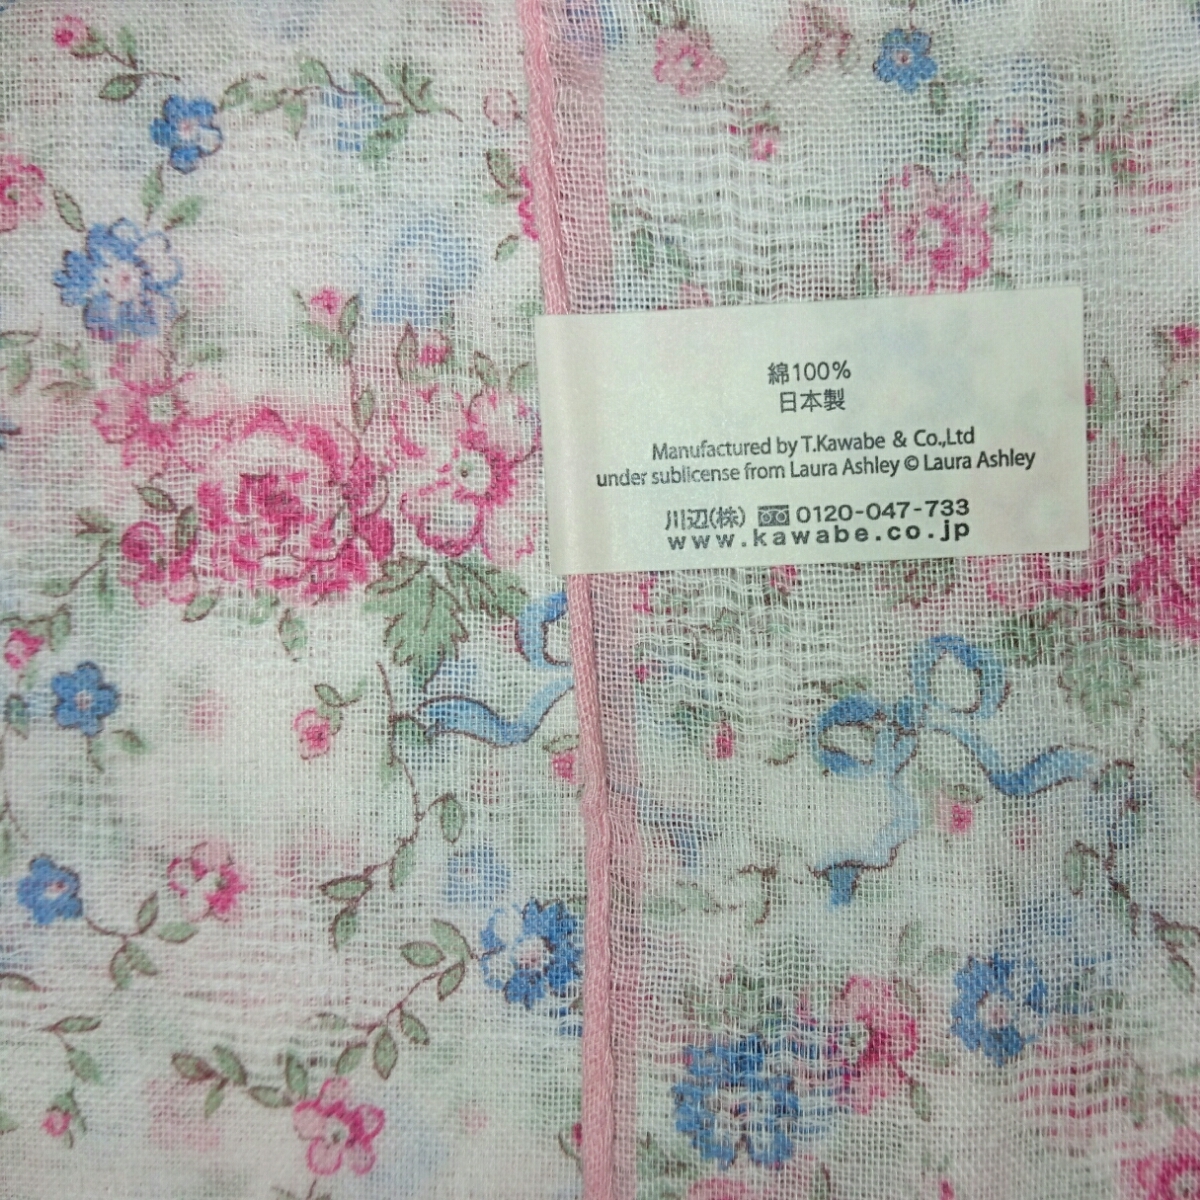 綿100%
日本製
Manufactured by T.Kawabe & Co.,Ltd
under sublicense from Laura Ashley © Laura Ashley
川辺(株) 0120-047-733
www.kawabe.co.jp